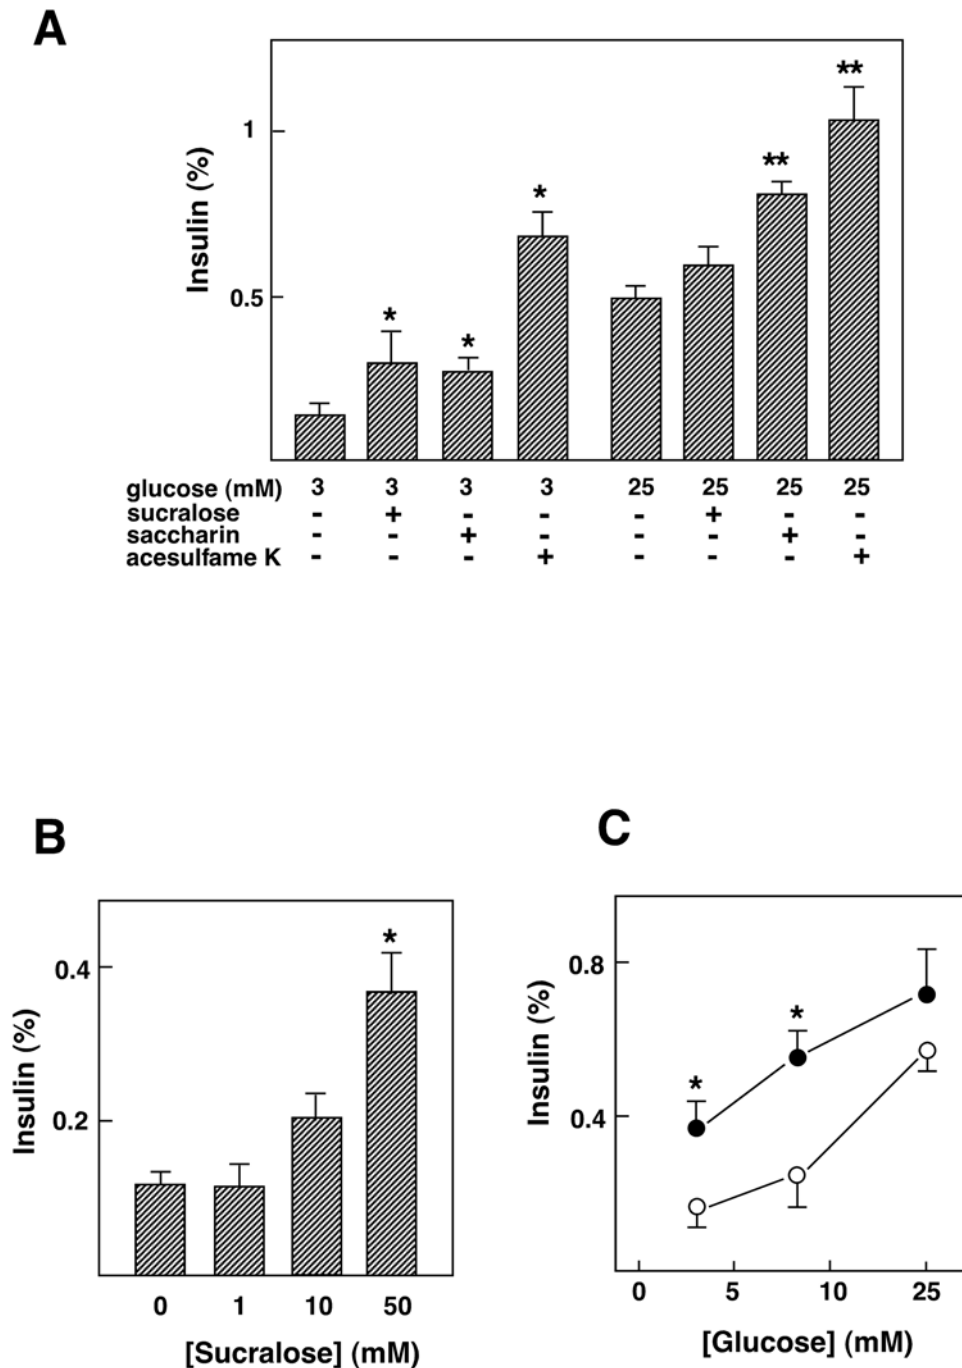 A
Insulin (%)
1
0.5
* * * ** **
glucose (mM) 3 3 3 3 25 25 25 25
sucralose - + - - - + - -
saccharin - - + - - - + -
acesulfame K - - - + - - - +
B
Insulin (%)
0.4
0.2
*
0 1 10 50
[Sucralose] (mM)
C
Insulin (%)
0.8
0.4
* *
0 5 10 25
[Glucose] (mM)